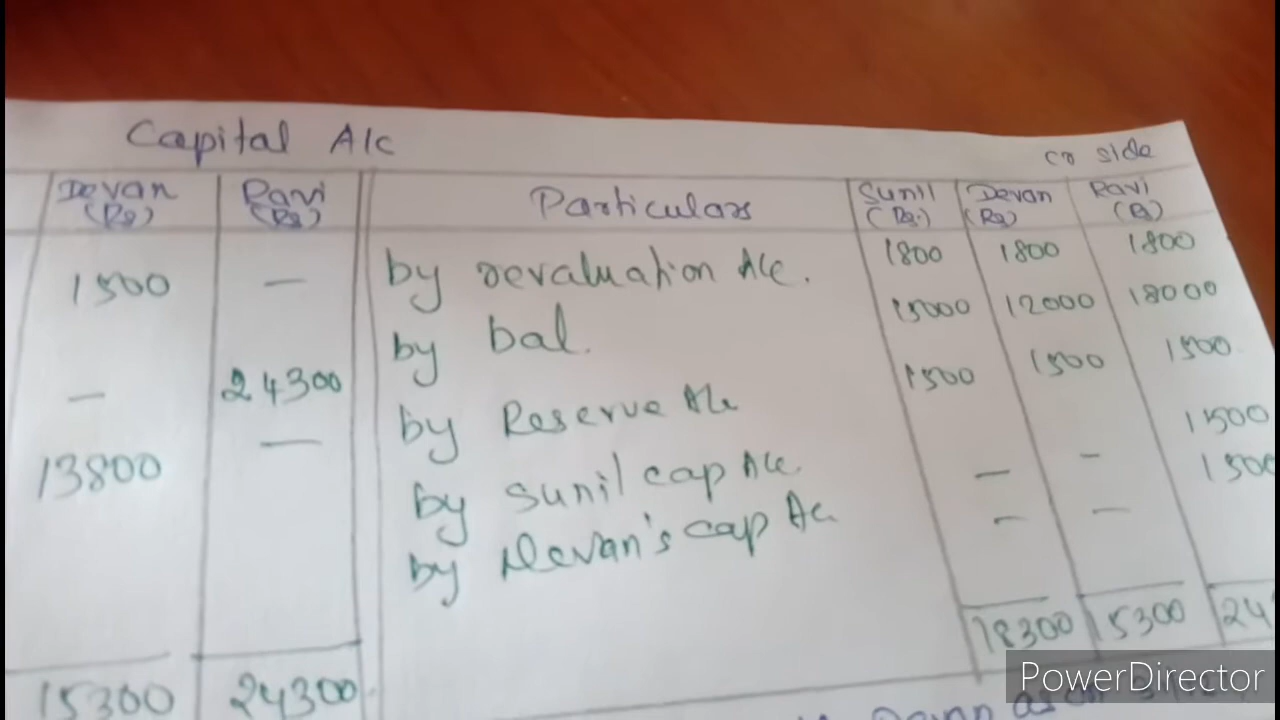 Capital A/c
cr side
Devan Ravi Particulars Sunil Devan Ravi
(Rs) (Rs) (Rs.) (Rs) (Rs)
1500 — by revaluation A/c. 1800 1800 1800
by bal. 15000 12000 18000
— 24300 by Reserve A/c 1500 1500 1500
13800 — by Sunil cap A/c. — - 1500
by Devan's cap A/c — — 1500
18300 15300 24
15300 24300
PowerDirector